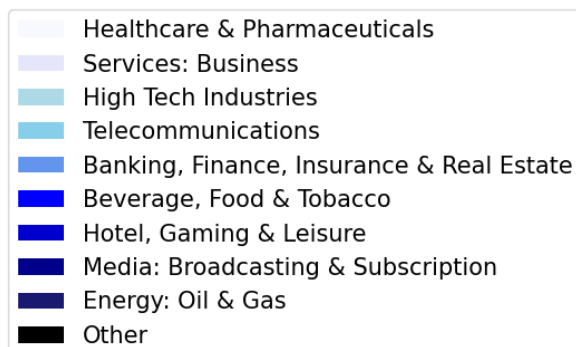 Healthcare & Pharmaceuticals
Services: Business
High Tech Industries
Telecommunications
Banking, Finance, Insurance & Real Estate
Beverage, Food & Tobacco
Hotel, Gaming & Leisure
Media: Broadcasting & Subscription
Energy: Oil & Gas
Other